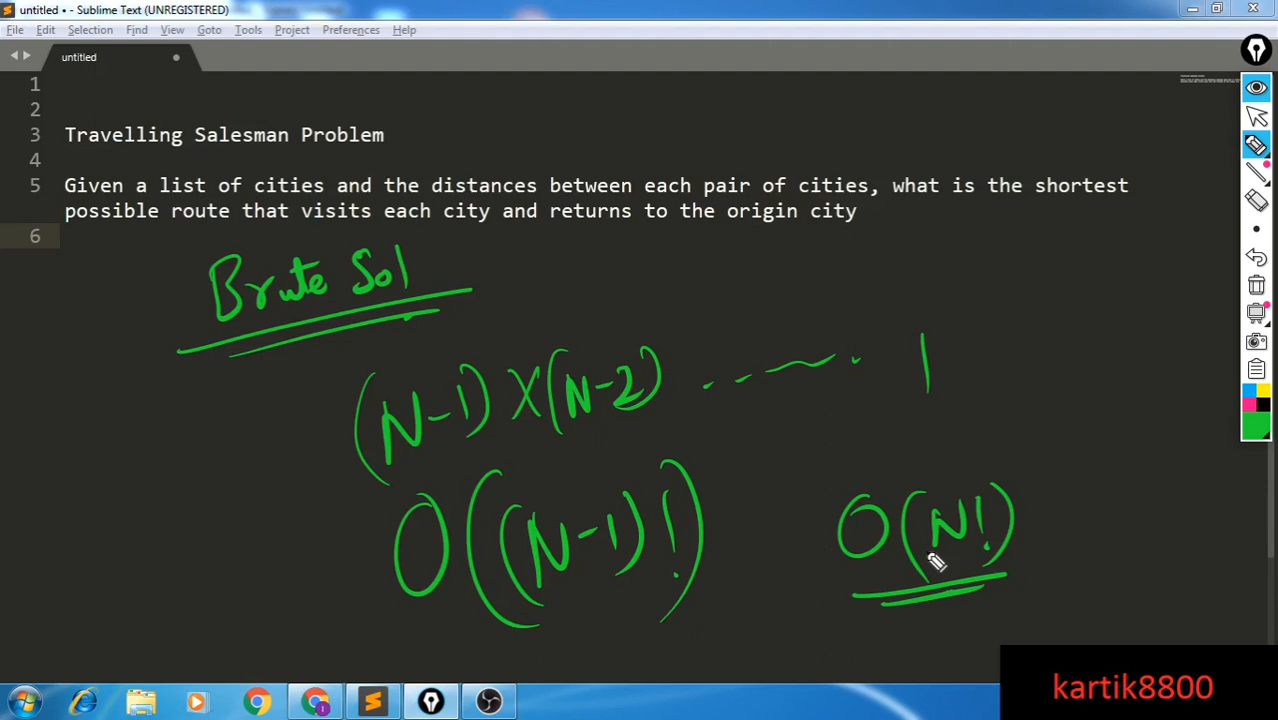 untitled • - Sublime Text (UNREGISTERED)
File Edit Selection Find View Goto Tools Project Preferences Help
untitled
1
2
3 Travelling Salesman Problem
4
5 Given a list of cities and the distances between each pair of cities, what is the shortest
possible route that visits each city and returns to the origin city
6
Brute Sol
(N-1) X (N-2) ..-~. 1
O((N-1)!) O(N!)
kartik8800